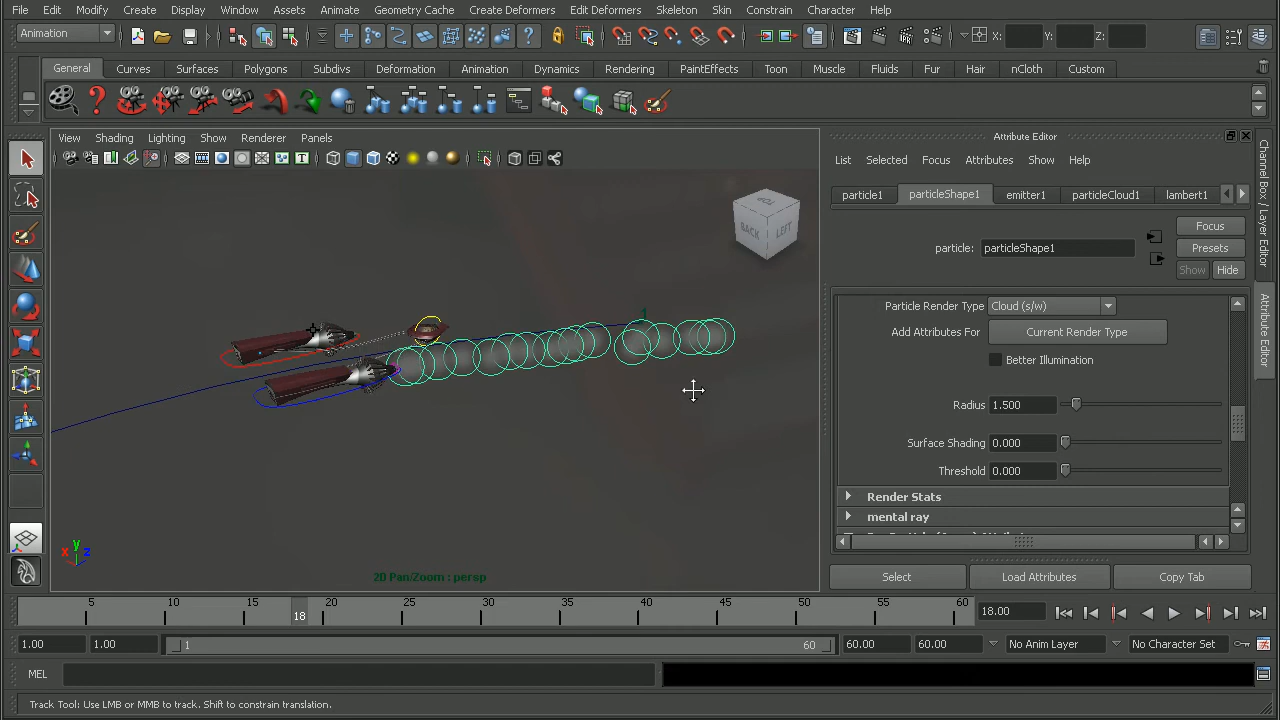 File Edit Modify Create Display Window Assets Animate Geometry Cache Create Deformers Edit Deformers Skeleton Skin Constrain Character Help
Animation X: Y: Z:
General Curves Surfaces Polygons Subdivs Deformation Animation Dynamics Rendering PaintEffects Toon Muscle Fluids Fur Hair nCloth Custom
Attribute Editor
View Shading Lighting Show Renderer Panels
List Selected Focus Attributes Show Help
particle1 particleShape1 emitter1 particleCloud1 lambert1
Focus
particle: particleShape1 Presets
Show Hide
TOP
BACK LEFT
Particle Render Type Cloud (s/w)
Add Attributes For Current Render Type
Better Illumination
Radius 1.500
Surface Shading 0.000
Threshold 0.000
Render Stats
mental ray
1
x y z
2D Pan/Zoom : persp
Select Load Attributes Copy Tab
Channel Box / Layer Editor
Attribute Editor
5 10 15 18 20 25 30 35 40 45 50 55 60 18.00
1.00 1.00 1 60 60.00 60.00 No Anim Layer No Character Set
MEL
Track Tool: Use LMB or MMB to track. Shift to constrain translation.